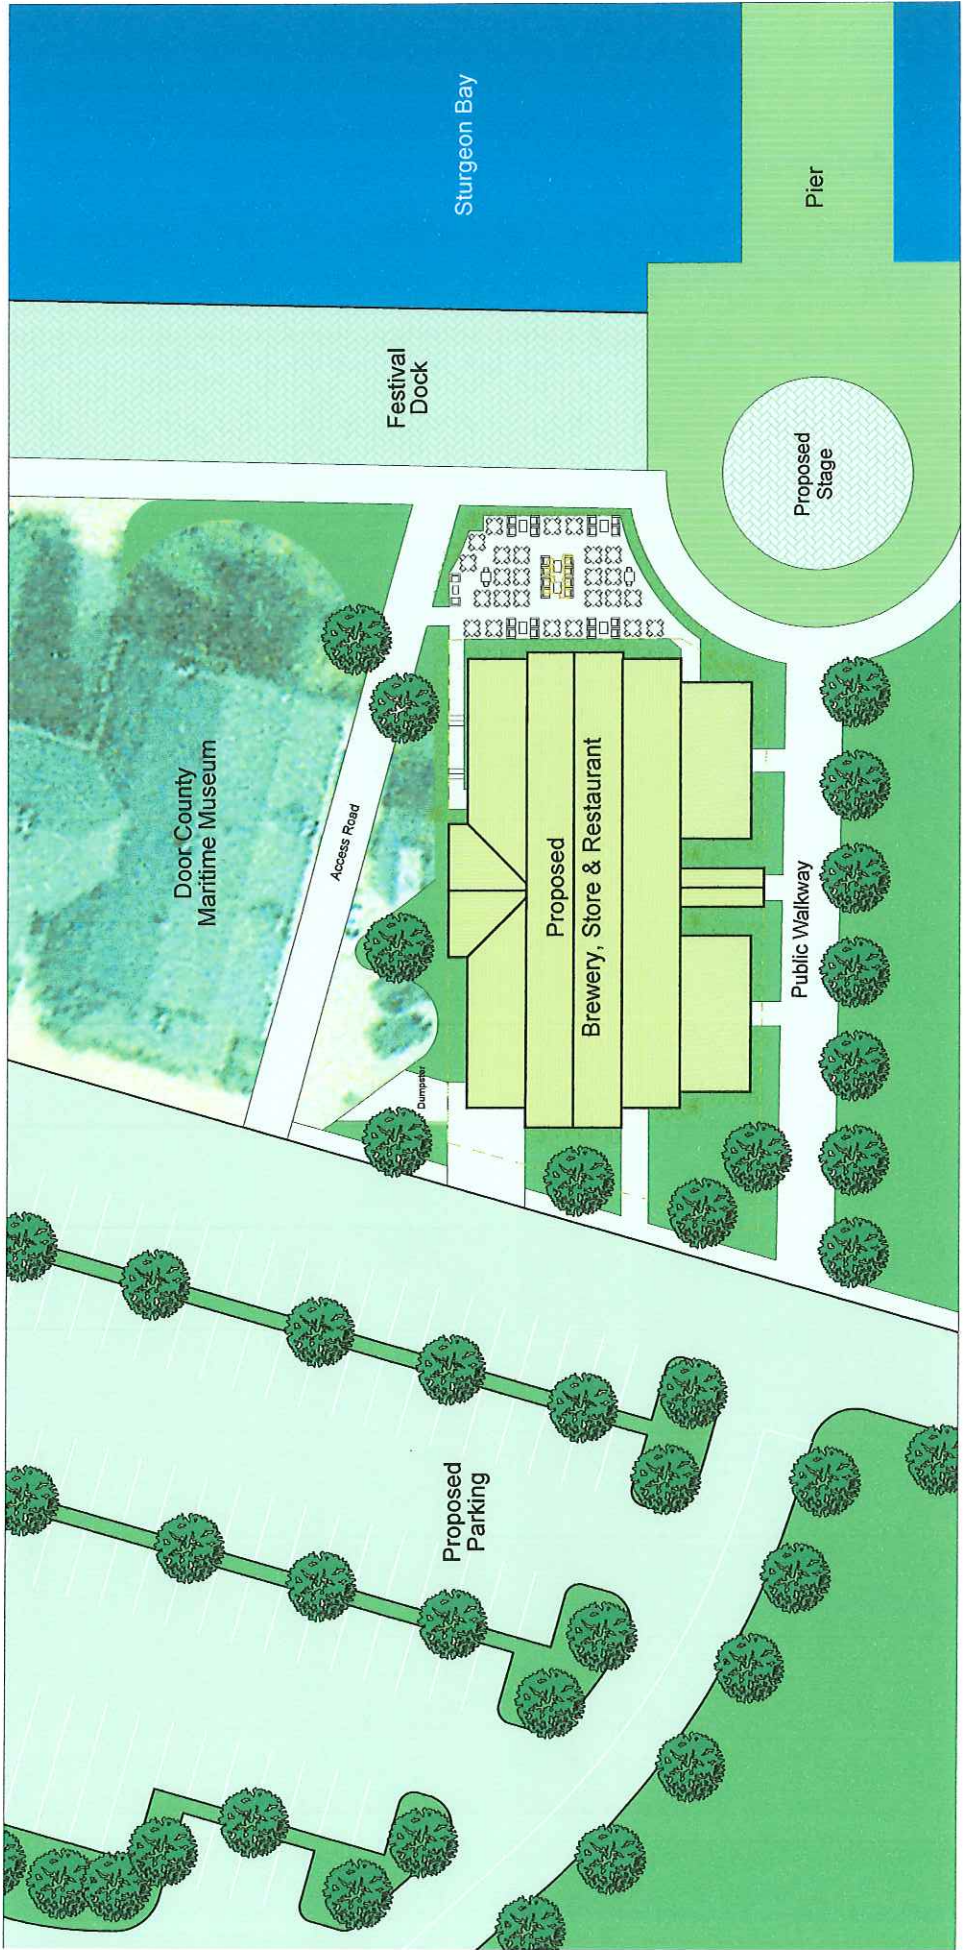 Sturgeon Bay
Pier
Festival
Dock
Proposed
Stage
Door County
Maritime Museum
Access Road
Proposed
Brewery, Store & Restaurant
Public Walkway
Dumpster
Proposed
Parking